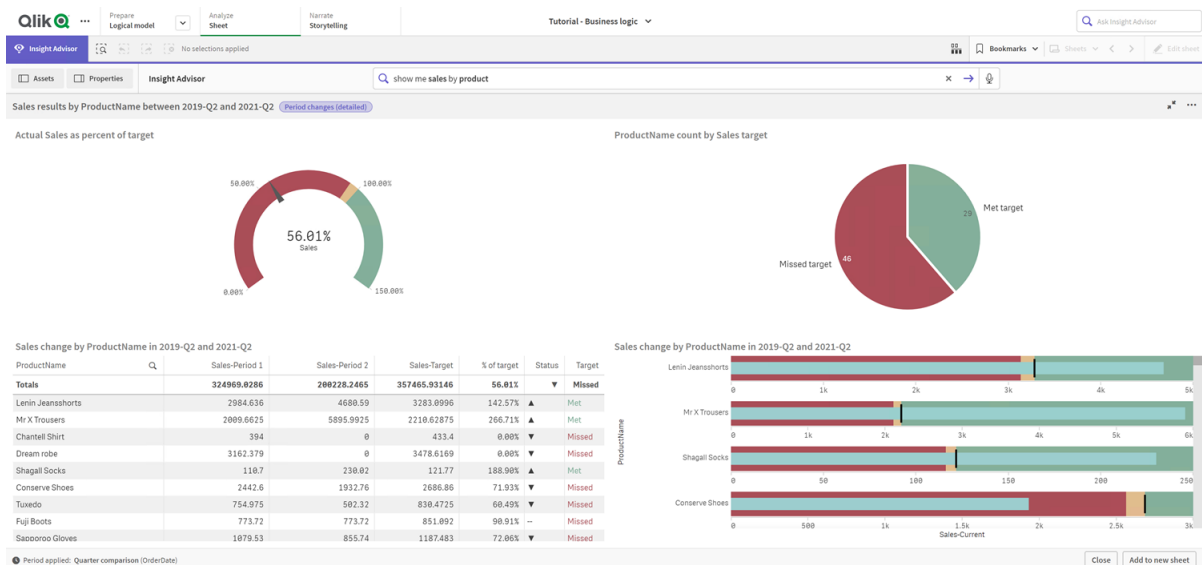 Qlik Q ... Prepare Logical model Analyze Sheet Narrate Storytelling Tutorial - Business logic Ask Insight Advisor
Insight Advisor No selections applied Bookmarks Sheets Edit sheet
Assets Properties Insight Advisor show me sales by product
Sales results by ProductName between 2019-Q2 and 2021-Q2 Period changes (detailed)
Actual Sales as percent of target
50.00% 100.00%
56.01%
Sales
0.00% 150.00%
ProductName count by Sales target
29 Met target
Missed target 46
Sales change by ProductName in 2019-Q2 and 2021-Q2
ProductName Sales-Period 1 Sales-Period 2 Sales-Target % of target Status Target
Totals 324969.0286 200228.2465 357465.93146 56.01% ▼ Missed
Lenin Jeansshorts 2984.636 4680.59 3283.0996 142.57% ▲ Met
Mr X Trousers 2009.6625 5895.9925 2210.62875 266.71% ▲ Met
Chantell Shirt 394 0 433.4 0.00% ▼ Missed
Dream robe 3162.379 0 3478.6169 0.00% ▼ Missed
Shagall Socks 110.7 230.02 121.77 188.90% ▲ Met
Conserve Shoes 2442.6 1932.76 2686.86 71.93% ▼ Missed
Tuxedo 754.975 502.32 830.4725 60.49% ▼ Missed
Fuji Boots 773.72 773.72 851.092 90.91% -- Missed
Sapporoo Gloves 1079.53 855.74 1187.483 72.06% ▼ Missed
Sales change by ProductName in 2019-Q2 and 2021-Q2
ProductName
Lenin Jeansshorts
0 1k 2k 3k 4k 5k
Mr X Trousers
0 1k 2k 3k 4k 6k
Shagall Socks
0 50 100 150 200 250
Conserve Shoes
0 500 1k 1.5k 2k 2.5k 3k
Sales-Current
Period applied: Quarter comparison (OrderDate) Close Add to new sheet